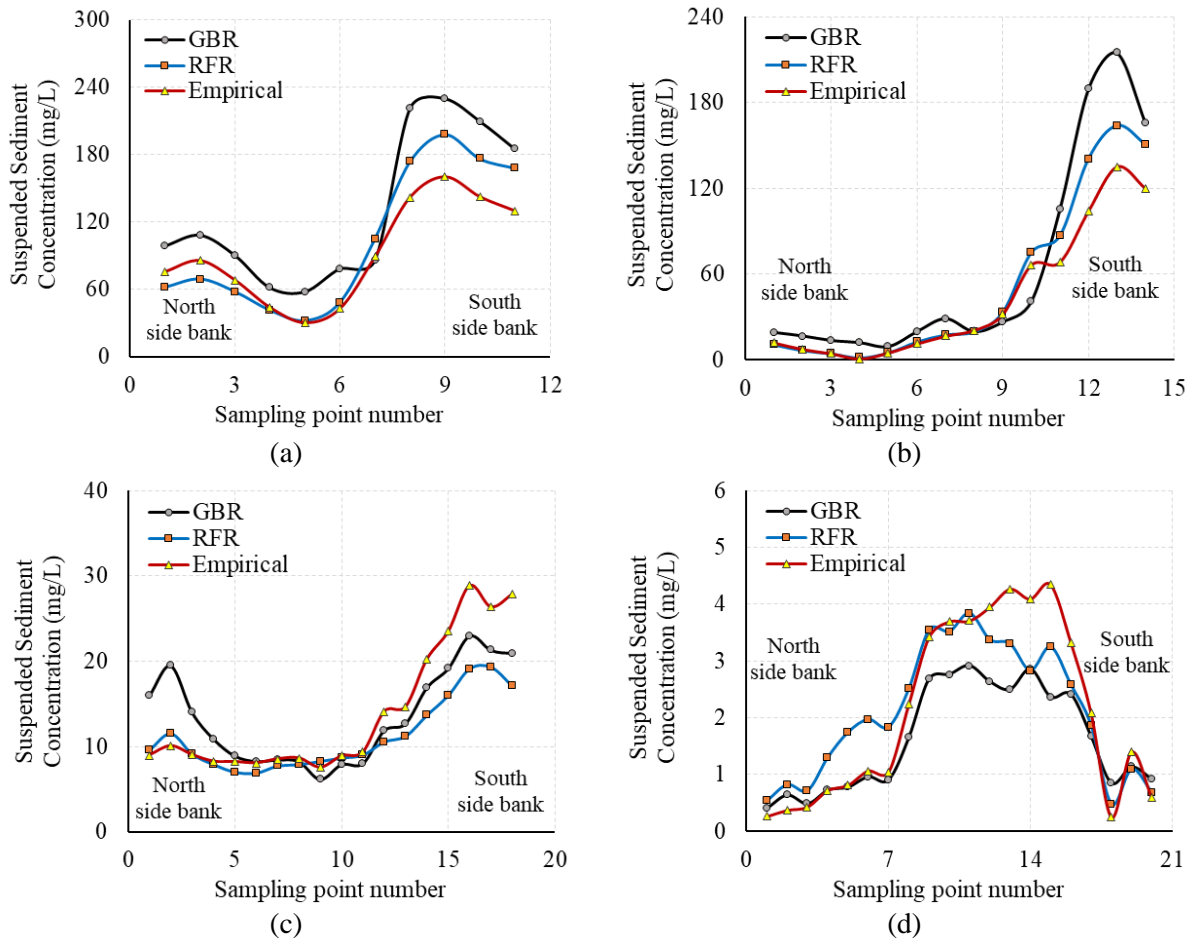 Suspended Sediment
Concentration (mg/L)
300
240
180
120
60
0
GBR
RFR
Empirical
North
side bank
South
side bank
0 3 6 9 12
Sampling point number
(a)
Suspended Sediment
Concentration (mg/L)
240
180
120
60
0
GBR
RFR
Empirical
North
side bank
South
side bank
0 3 6 9 12 15
Sampling point number
(b)
Suspended Sediment
Concentration (mg/L)
40
30
20
10
0
GBR
RFR
Empirical
North
side bank
South
side bank
0 5 10 15 20
Sampling point number
(c)
Suspended Sediment
Concentration (mg/L)
6
5
4
3
2
1
0
GBR
RFR
Empirical
North
side bank
South
side bank
0 7 14 21
Sampling point number
(d)